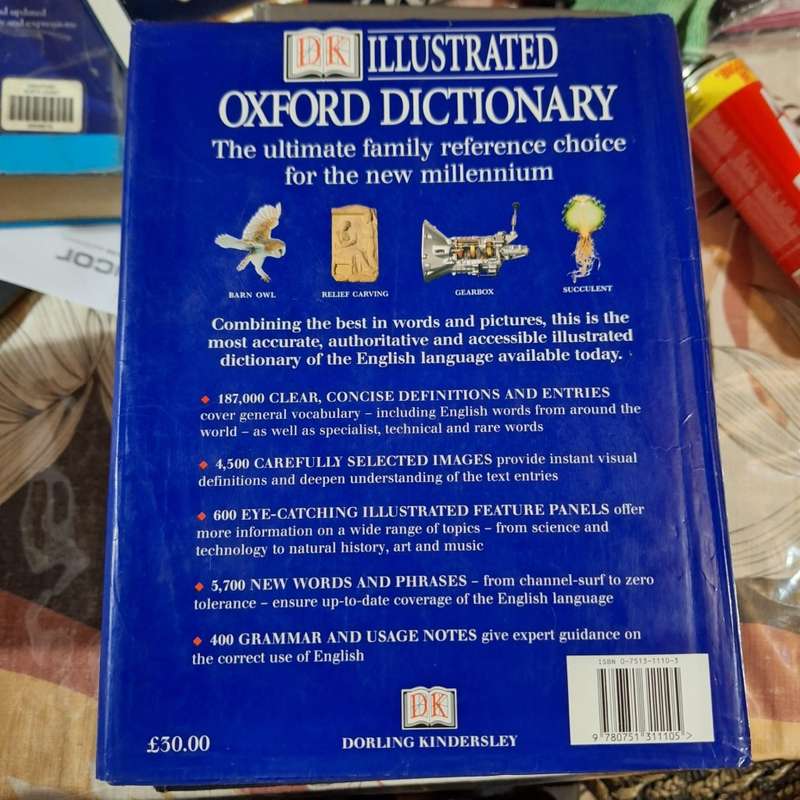 DK ILLUSTRATED
OXFORD DICTIONARY
The ultimate family reference choice
for the new millennium
BARN OWL
RELIEF CARVING
GEARBOX
SUCCULENT
Combining the best in words and pictures, this is the
most accurate, authoritative and accessible illustrated
dictionary of the English language available today.
◆ 187,000 CLEAR, CONCISE DEFINITIONS AND ENTRIES
cover general vocabulary – including English words from around the
world – as well as specialist, technical and rare words
◆ 4,500 CAREFULLY SELECTED IMAGES provide instant visual
definitions and deepen understanding of the text entries
◆ 600 EYE-CATCHING ILLUSTRATED FEATURE PANELS offer
more information on a wide range of topics – from science and
technology to natural history, art and music
◆ 5,700 NEW WORDS AND PHRASES – from channel-surf to zero
tolerance – ensure up-to-date coverage of the English language
◆ 400 GRAMMAR AND USAGE NOTES give expert guidance on
the correct use of English
ISBN 0-7513-1110-3
9 780751 311105 >
DK
£30.00
DORLING KINDERSLEY